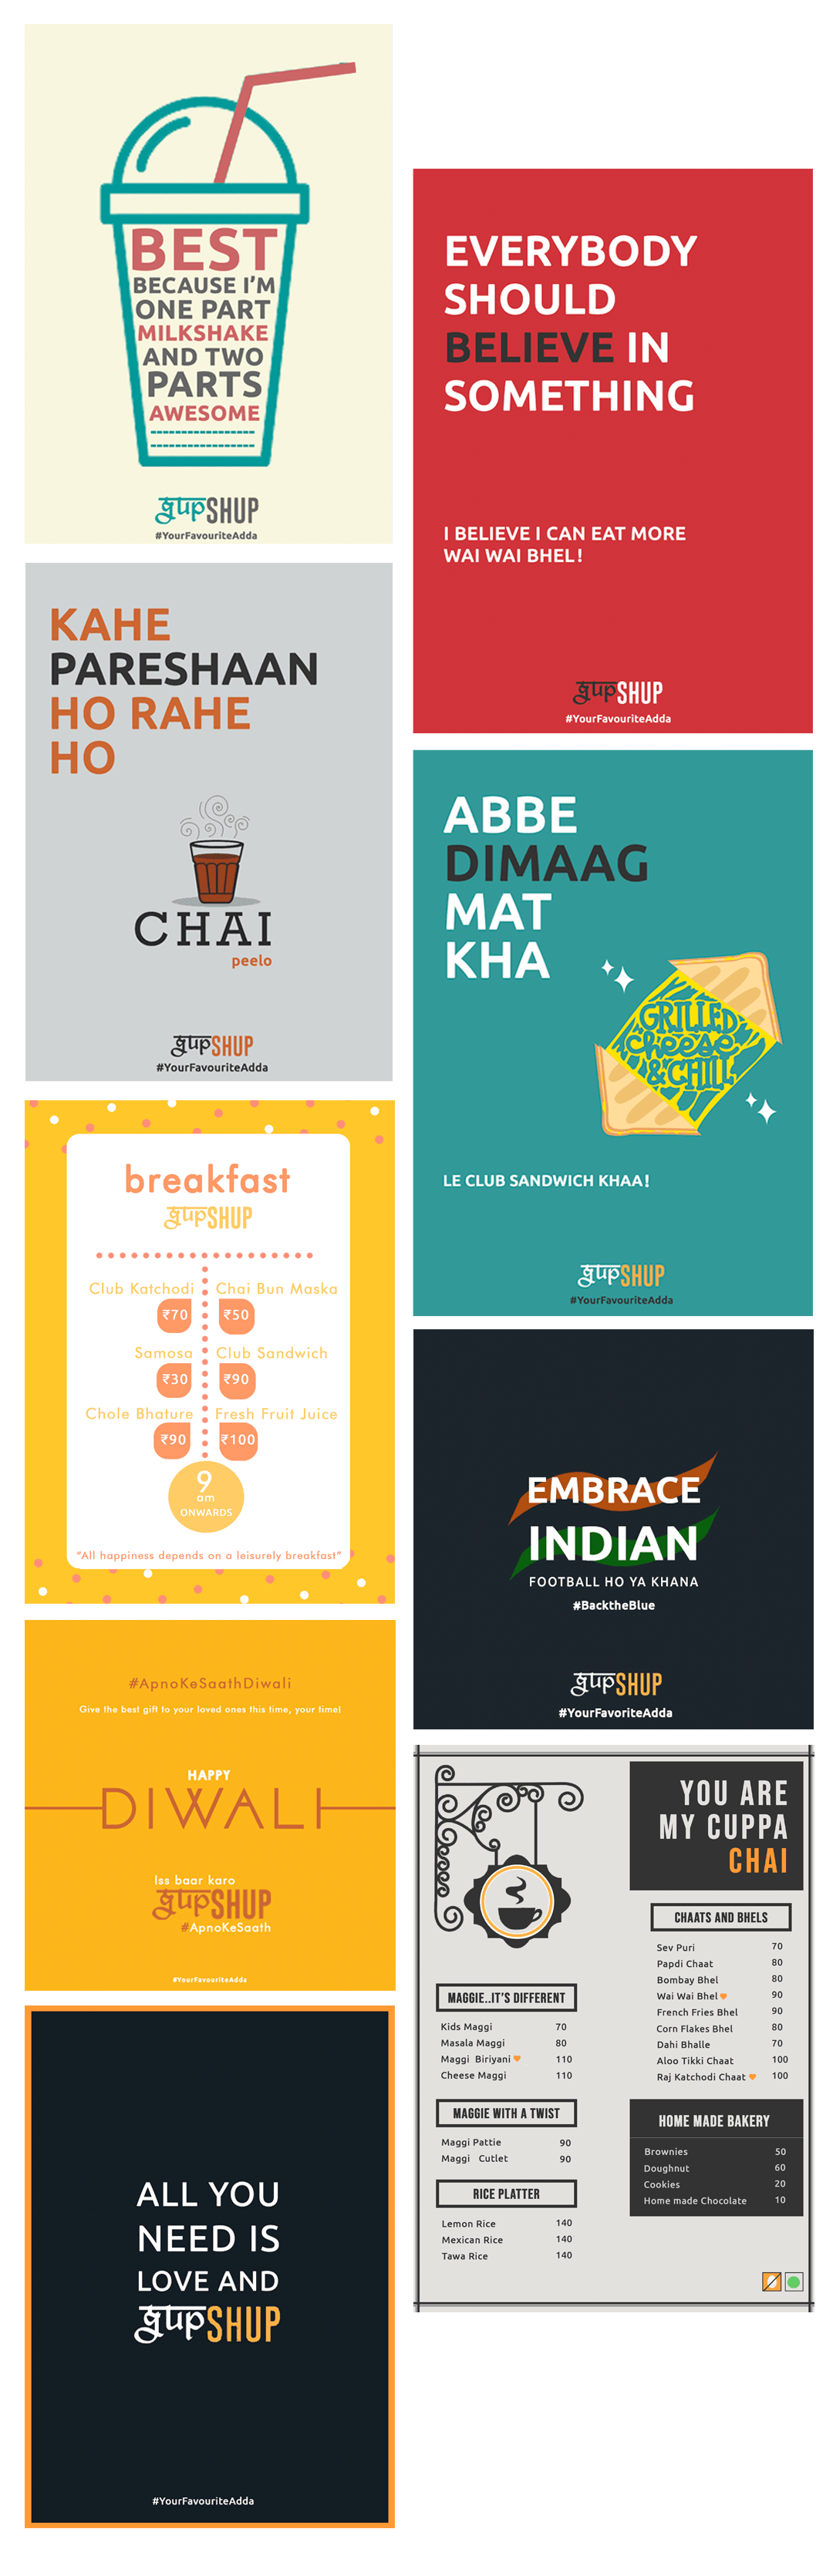 BEST
BECAUSE I'M
ONE PART
MILKSHAKE
AND TWO
PARTS
AWESOME
gupSHUP
#YourFavouriteAdda
KAHE
PARESHAAN
HO RAHE
HO
CHAI
peelo
gupSHUP
#YourFavouriteAdda
breakfast
gupSHUP
Club Katchodi
₹70
Chai Bun Maska
₹50
Samosa
₹30
Club Sandwich
₹90
Chole Bhature
₹90
Fresh Fruit Juice
₹100
9
am
ONWARDS
“All happiness depends on a leisurely breakfast”
#ApnoKeSaathDiwali
Give the best gift to your loved ones this time, your time!
HAPPY
DIWALI
Iss baar karo
gupSHUP
#ApnoKeSaath
#YourFavouriteAdda
ALL YOU
NEED IS
LOVE AND
gupSHUP
#YourFavouriteAdda
EVERYBODY
SHOULD
BELIEVE IN
SOMETHING
I BELIEVE I CAN EAT MORE
WAI WAI BHEL!
gupSHUP
#YourFavouriteAdda
ABBE
DIMAAG
MAT
KHA
GRILLED
cheese
& CHILL
LE CLUB SANDWICH KHAA!
gupSHUP
#YourFavouriteAdda
EMBRACE
INDIAN
FOOTBALL HO YA KHANA
#BacktheBlue
gupSHUP
#YourFavoriteAdda
YOU ARE
MY CUPPA
CHAI
MAGGIE..IT'S DIFFERENT
Kids Maggi 70
Masala Maggi 80
Maggi Biriyani 110
Cheese Maggi 110
MAGGIE WITH A TWIST
Maggi Pattie 90
Maggi Cutlet 90
RICE PLATTER
Lemon Rice 140
Mexican Rice 140
Tawa Rice 140
CHAATS AND BHELS
Sev Puri 70
Papdi Chaat 80
Bombay Bhel 80
Wai Wai Bhel 90
French Fries Bhel 90
Corn Flakes Bhel 80
Dahi Bhalle 70
Aloo Tikki Chaat 100
Raj Katchodi Chaat 100
HOME MADE BAKERY
Brownies 50
Doughnut 60
Cookies 20
Home made Chocolate 10